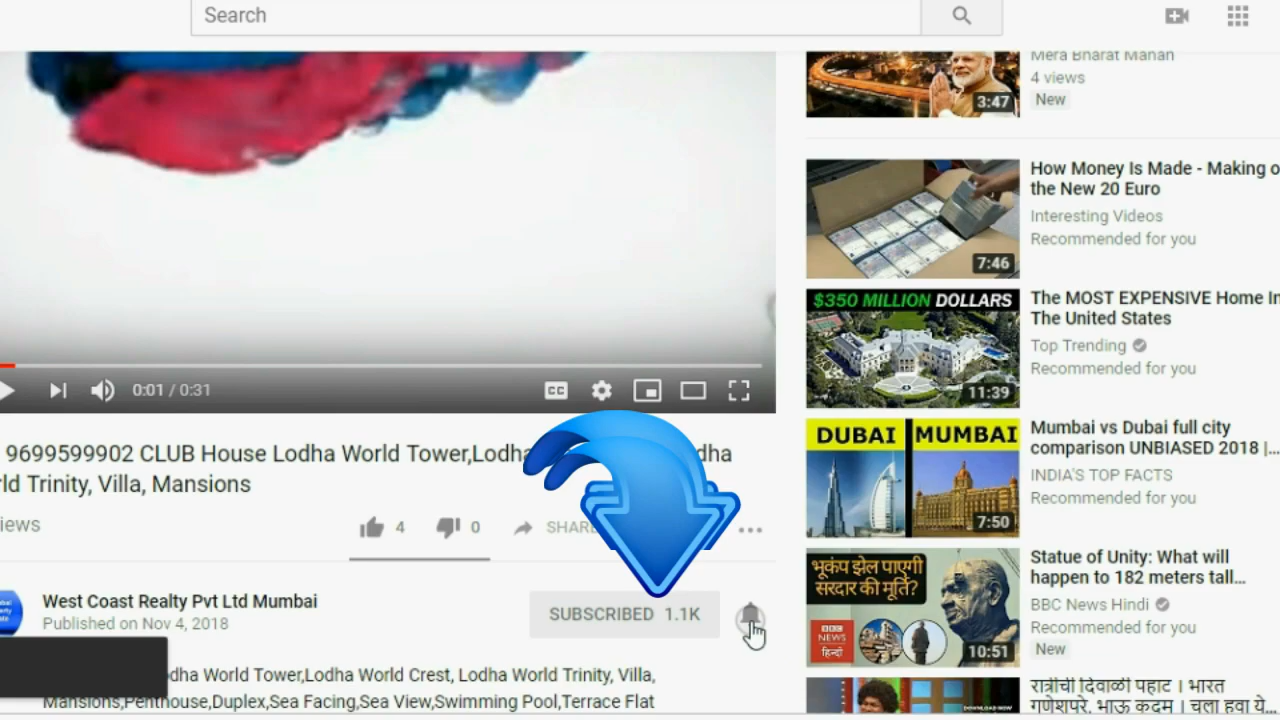 Search
0:01 / 0:31
CC
9699599902 CLUB House Lodha World Tower,Lodha
Trinity, Villa, Mansions
4
0
SHARE
West Coast Realty Pvt Ltd Mumbai
Published on Nov 4, 2018
SUBSCRIBED 1.1K
World Tower,Lodha World Crest, Lodha World Trinity, Villa,
Mansions,Penthouse,Duplex,Sea Facing,Sea View,Swimming Pool,Terrace Flat
3:47
Mera Bharat Mahan
4 views
New
7:46
How Money Is Made - Making o
the New 20 Euro
Interesting Videos
Recommended for you
$350 MILLION DOLLARS
11:39
The MOST EXPENSIVE Home In
The United States
Top Trending
Recommended for you
DUBAI MUMBAI
7:50
Mumbai vs Dubai full city
comparison UNBIASED 2018 |...
INDIA'S TOP FACTS
Recommended for you
भूकंप झेल पाएगी
सरदार की मूर्ति?
BBC
NEWS
हिन्दी
10:51
Statue of Unity: What will
happen to 182 meters tall...
BBC News Hindi
Recommended for you
New
DOWNLOAD NOW
रात्रीची दिवाळी पहाट । भारत
गणेशपुरे, भाऊ कदम । चला हवा ये...